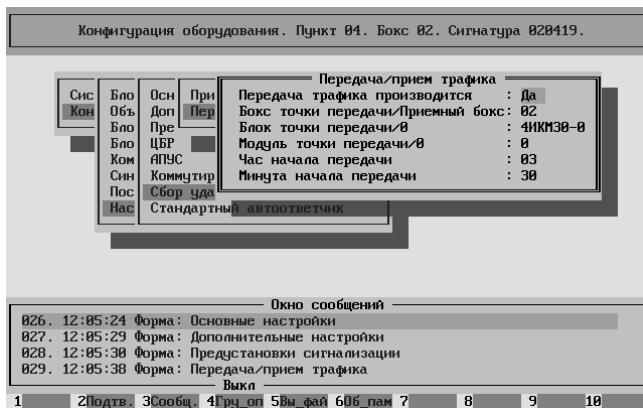 Конфигурация оборудования. Пункт 04. Бокс 02. Сигнатура 020419.
Передача/прием трафика
Сис Бло Осн При Передача трафика производится : Да
Кон Объ Доп Пер Бокс точки передачи/Приемный бокс: 02
Бло Пре Блок точки передачи/0 : 4ИКМ30-0
Бло ЦБР Модуль точки передачи/0 : 0
Ком АПУС Час начала передачи : 03
Син Коммутир Минута начала передачи : 30
Пос Сбор уда
Нас Стандартный автоответчик
Окно сообщений
026. 12:05:24 Форма: Основные настройки
027. 12:05:29 Форма: Дополнительные настройки
028. 12:05:30 Форма: Предустановки сигнализации
029. 12:05:38 Форма: Передача/прием трафика
Выкл
1 2Подтв. 3Сообщ. 4Гру_оп 5Вы_фай 6Об_пам 7 8 9 10